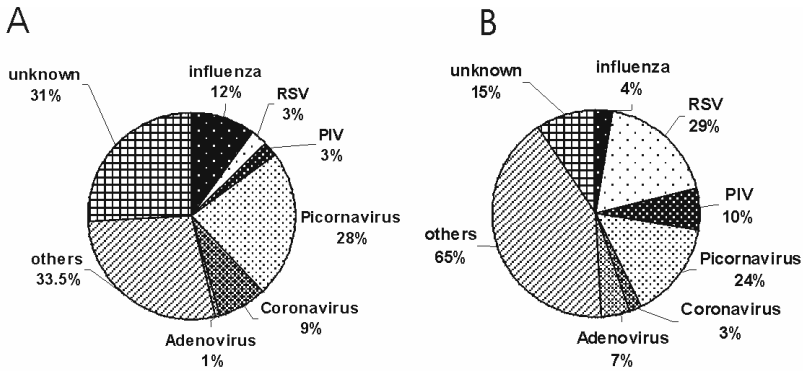 A
influenza
12%
RSV
3%
PIV
3%
Picornavirus
28%
Coronavirus
9%
Adenovirus
1%
others
33.5%
unknown
31%
B
influenza
4%
RSV
29%
PIV
10%
Picornavirus
24%
Coronavirus
3%
Adenovirus
7%
others
65%
unknown
15%